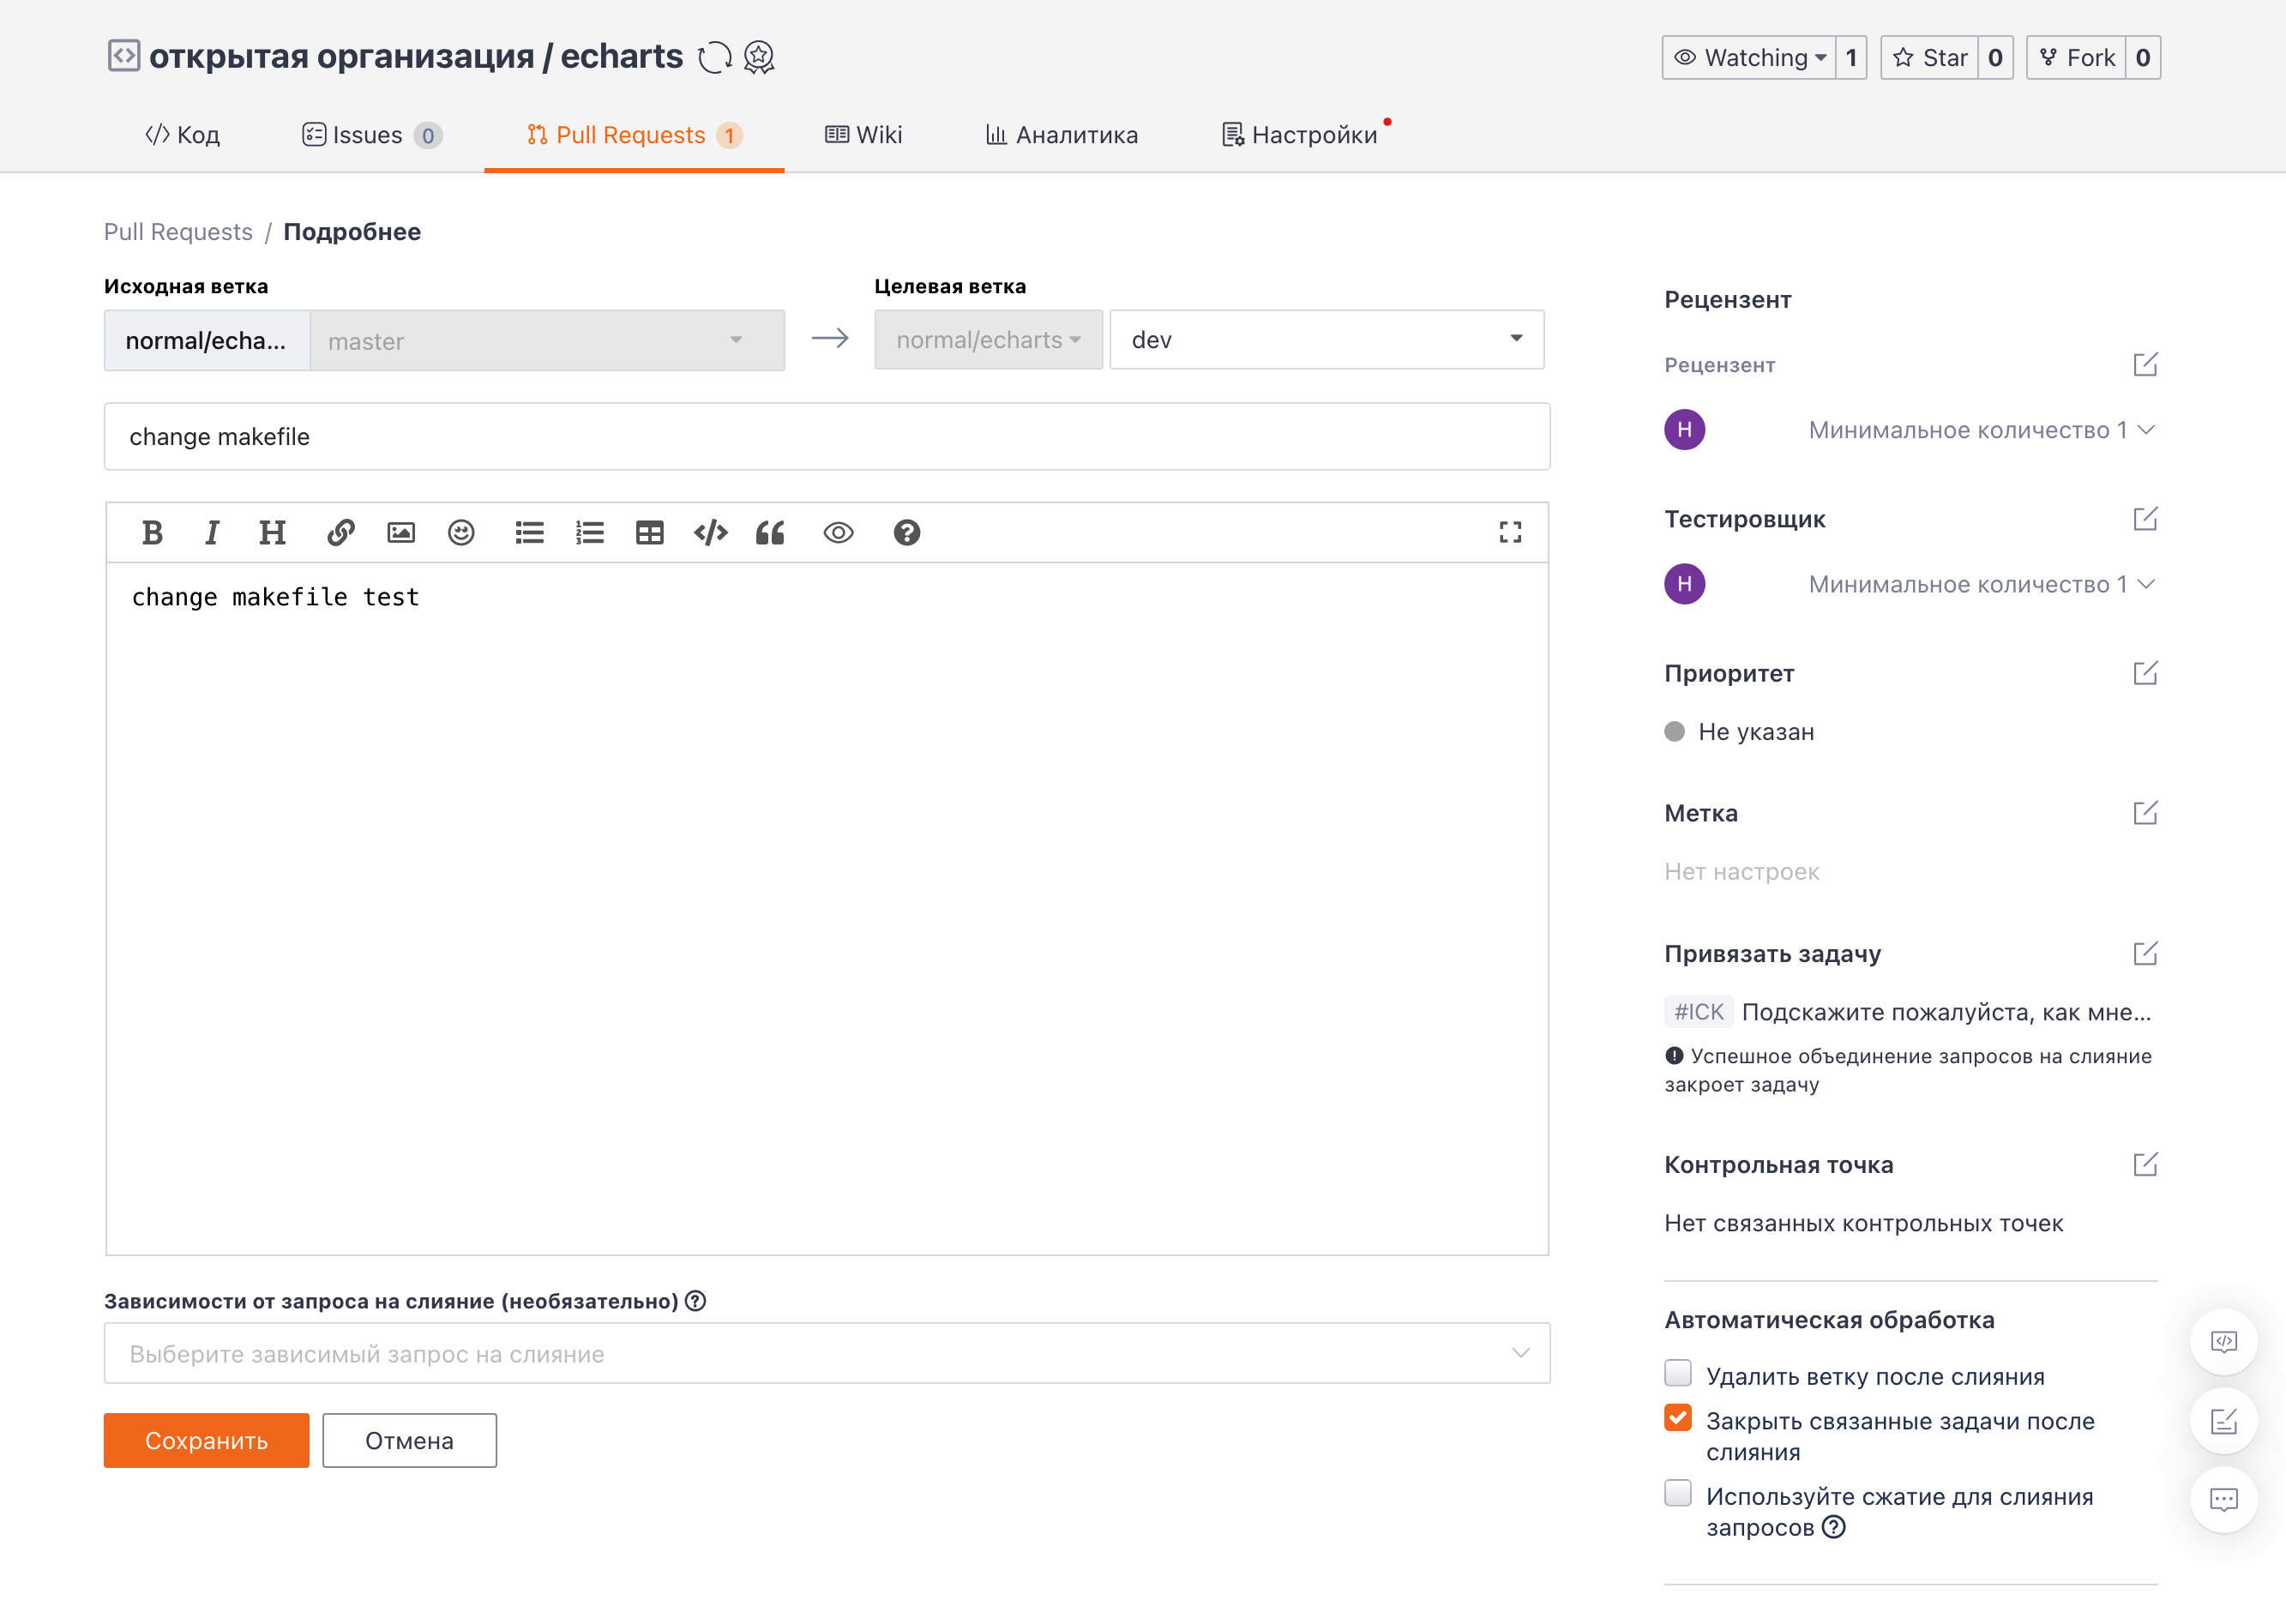 открытая организация / echarts
Watching 1
Star 0
Fork 0
Код
Issues 0
Pull Requests 1
Wiki
Аналитика
Настройки
Pull Requests / Подробнее
Исходная ветка
normal/echa...
master
Целевая ветка
normal/echarts
dev
change makefile
B I H
change makefile test
Зависимости от запроса на слияние (необязательно)
Выберите зависимый запрос на слияние
Сохранить
Отмена
Рецензент
Рецензент
H
Минимальное количество 1
Тестировщик
H
Минимальное количество 1
Приоритет
Не указан
Метка
Нет настроек
Привязать задачу
#ICK Подскажите пожалуйста, как мне...
Успешное объединение запросов на слияние
закроет задачу
Контрольная точка
Нет связанных контрольных точек
Автоматическая обработка
Удалить ветку после слияния
Закрыть связанные задачи после
слияния
Используйте сжатие для слияния
запросов